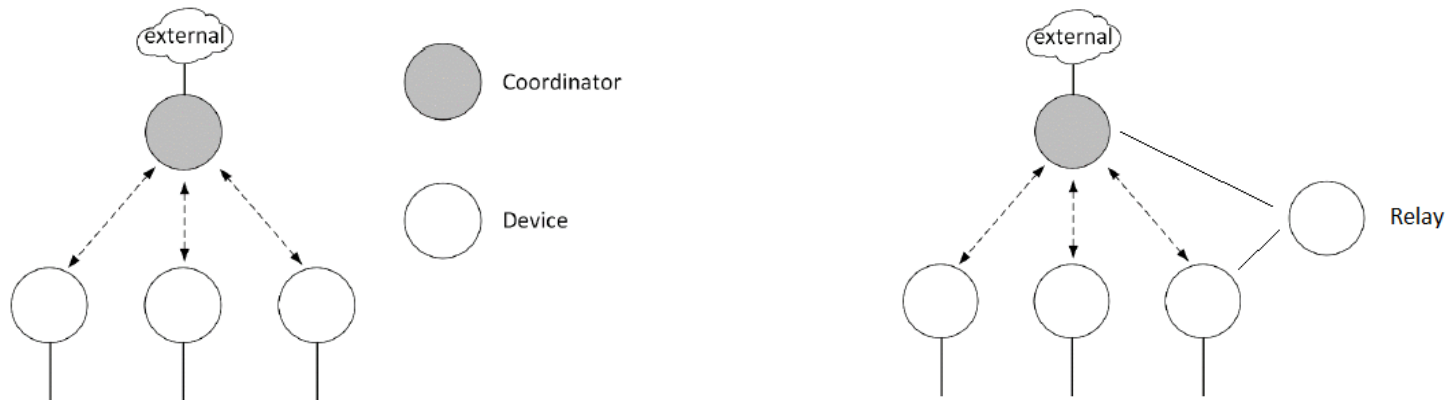 external
Coordinator
Device
external
Relay